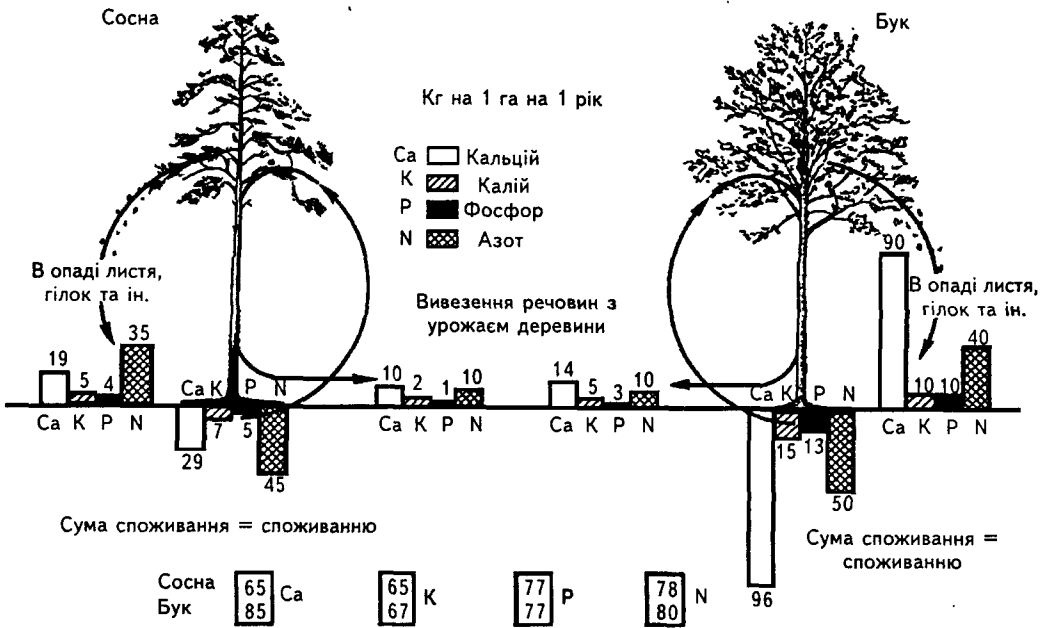 Сосна
Бук
Кг на 1 га на 1 рік
Ca Кальцій
K Калій
P Фосфор
N Азот
В опаді листя,
гілок та ін.
Вивезення речовин з
урожаєм деревини
90
В опаді листя,
гілок та ін.
19 5 4 35
Ca K P N
10 2 1 10
14 5 3 10
Ca K P N
10 10 40
Ca K P N
Ca K P N
Ca K P N
Ca K P N
29 7 5 45
96 15 13 50
Сума споживання = споживанню
Сума споживання =
споживанню
Сосна 65 Ca 65 K 77 P 78 N
Бук 85 67 77 80